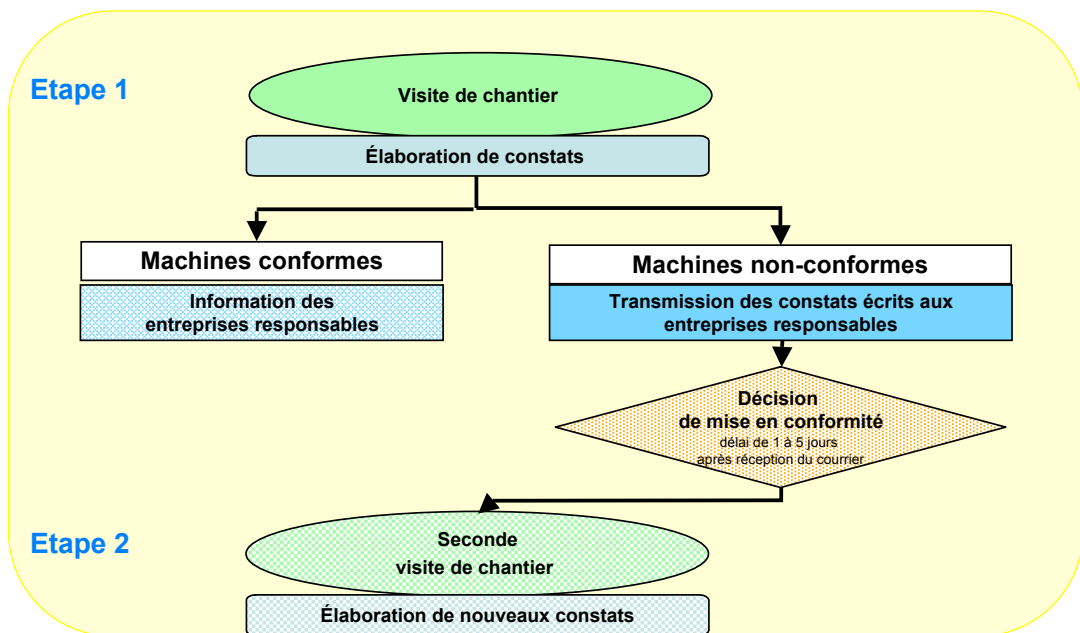 Etape 1
Visite de chantier
Élaboration de constats
Machines conformes
Information des
entreprises responsables
Machines non-conformes
Transmission des constats écrits aux
entreprises responsables
Décision
de mise en conformité
délai de 1 à 5 jours
après réception du courrier
Etape 2
Seconde
visite de chantier
Élaboration de nouveaux constats